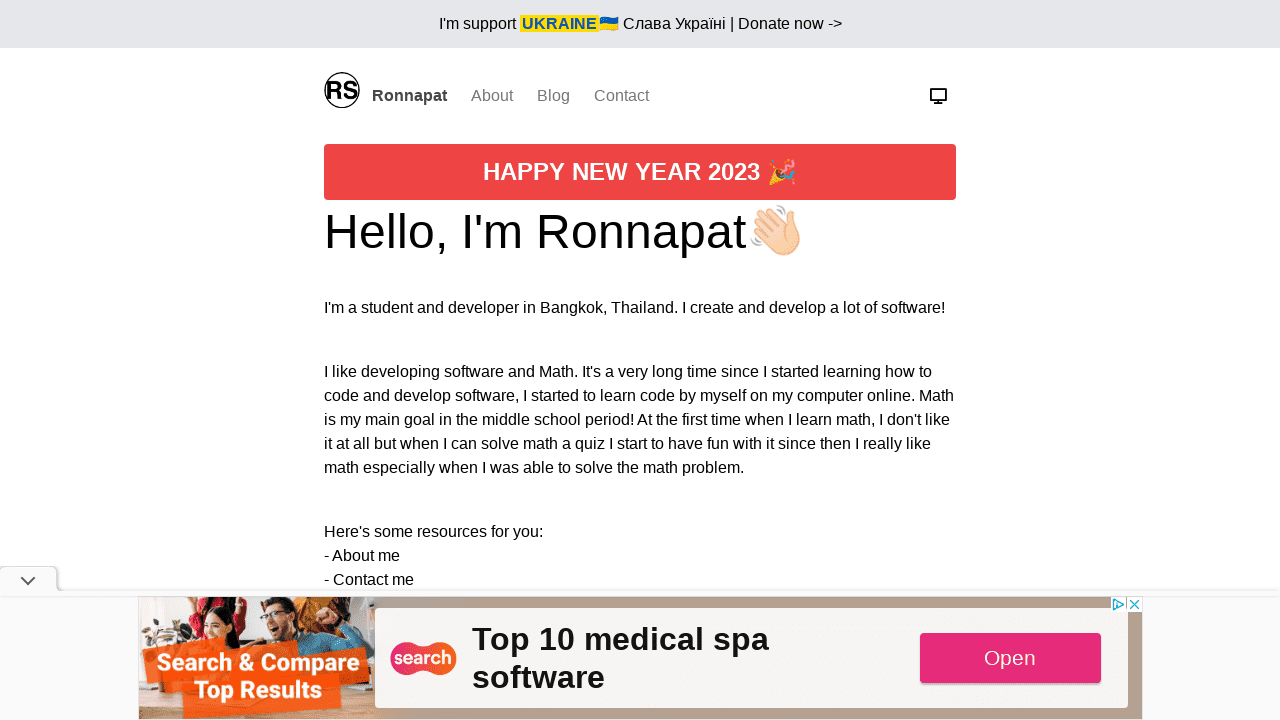 I'm support UKRAINE🇺🇦 Слава Україні | Donate now ->
RS Ronnapat About Blog Contact
HAPPY NEW YEAR 2023 🎉
Hello, I'm Ronnapat👋🏻
I'm a student and developer in Bangkok, Thailand. I create and develop a lot of software!
I like developing software and Math. It's a very long time since I started learning how to
code and develop software, I started to learn code by myself on my computer online. Math
is my main goal in the middle school period! At the first time when I learn math, I don't like
it at all but when I can solve math a quiz I start to have fun with it since then I really like
math especially when I was able to solve the math problem.
Here's some resources for you:
- About me
- Contact me
Search & Compare
Top Results
search
Top 10 medical spa
software
Open